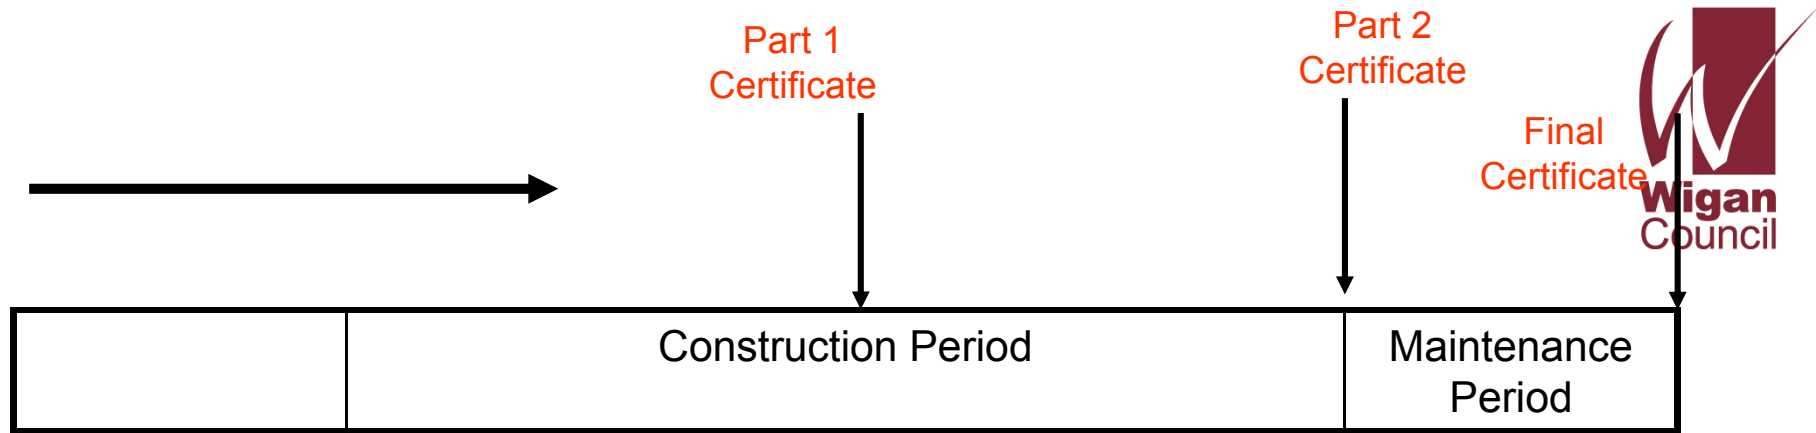 Part 1
Certificate
Part 2
Certificate
Final
Certificate
Wigan
Council
Construction Period
Maintenance
Period